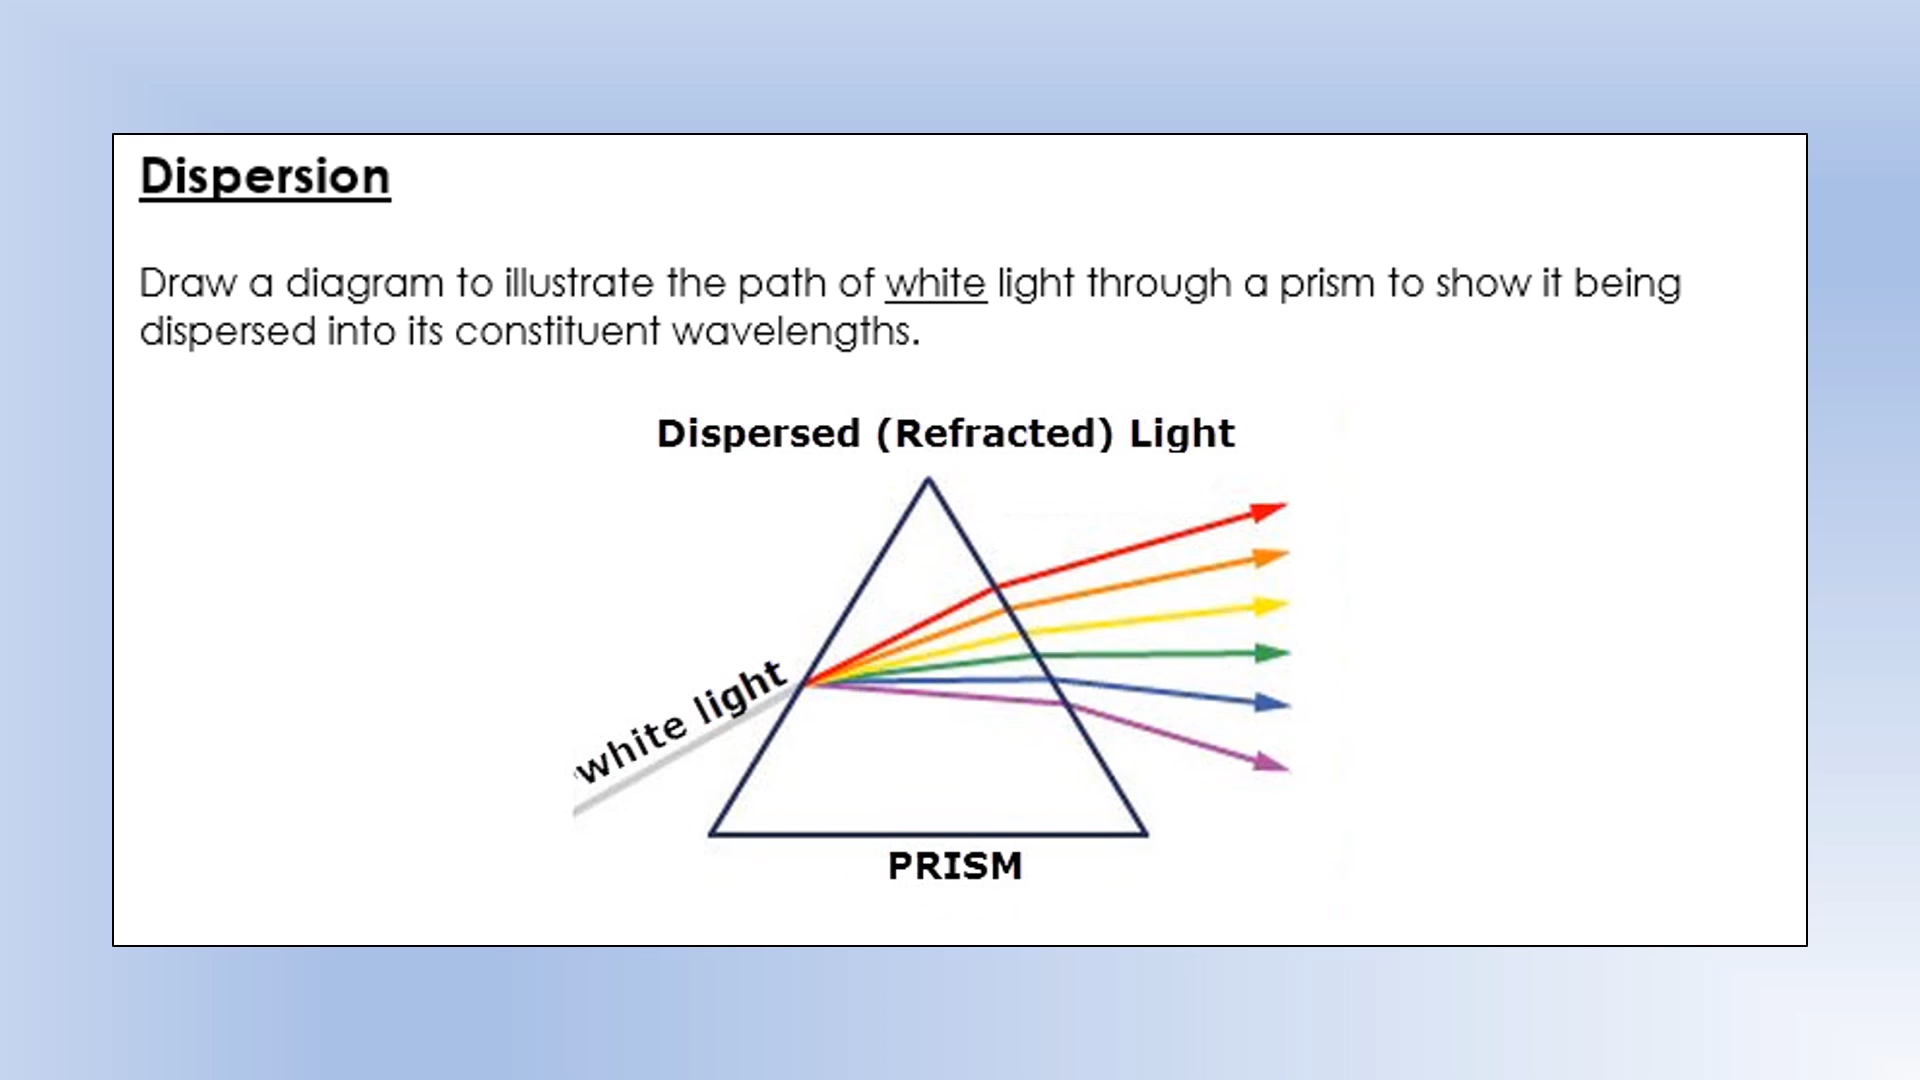 Dispersion
Draw a diagram to illustrate the path of white light through a prism to show it being
dispersed into its constituent wavelengths.
Dispersed (Refracted) Light
white light
PRISM